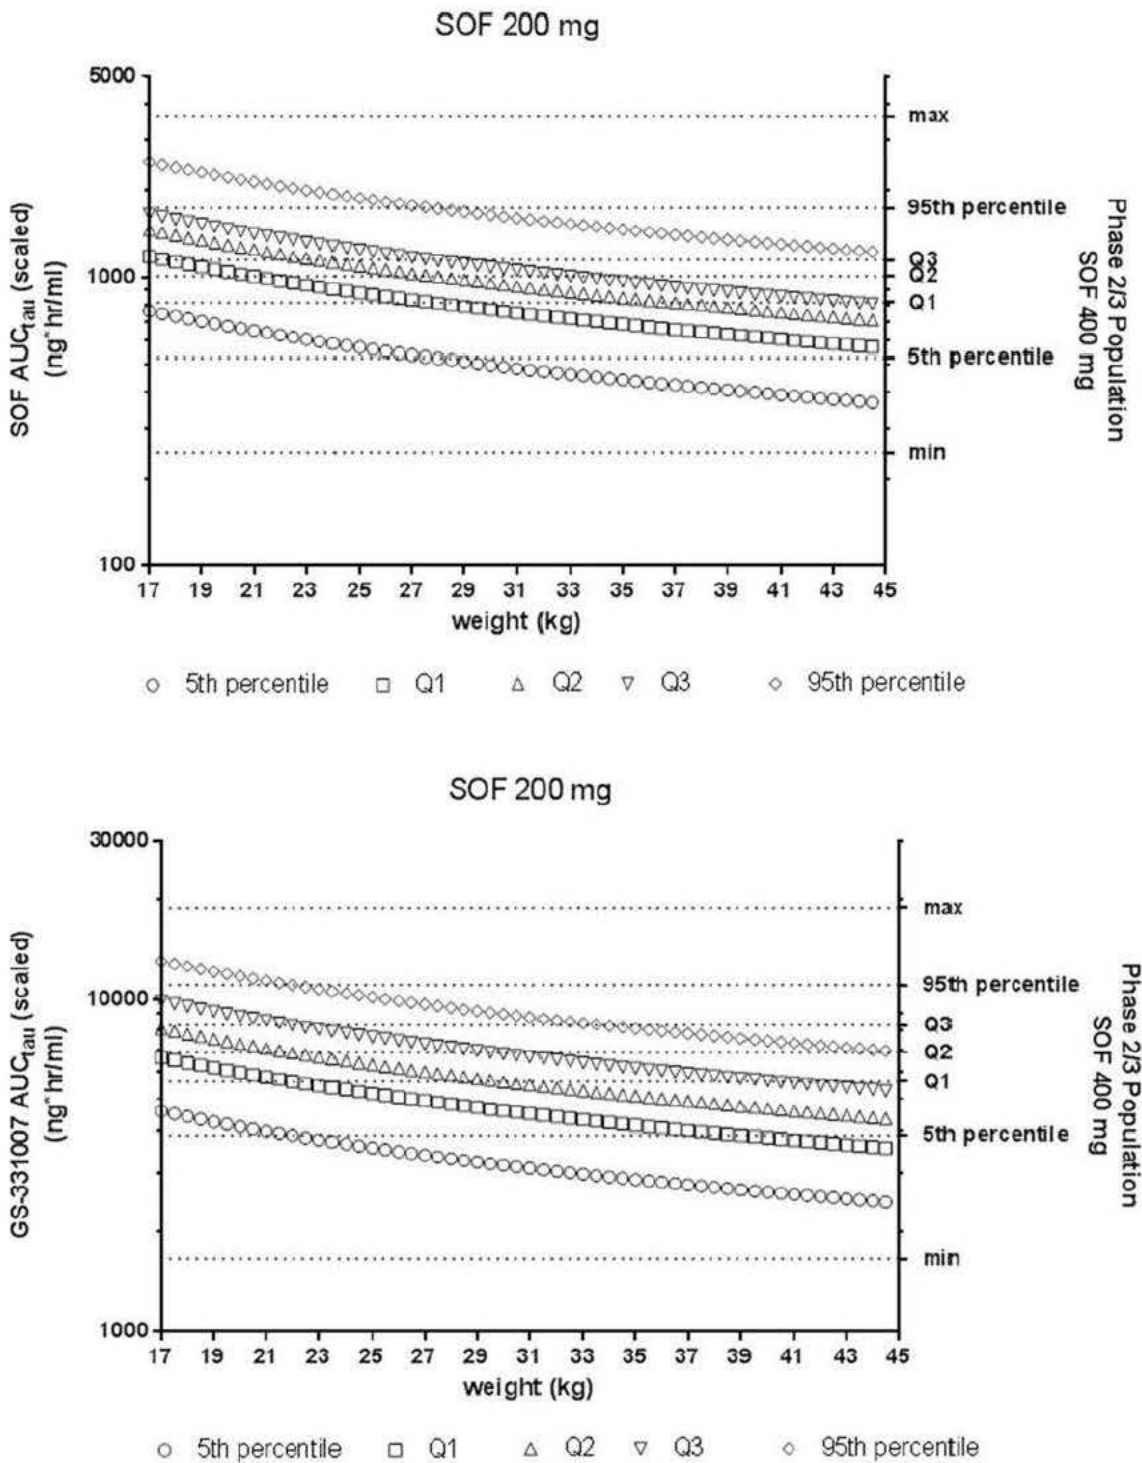 SOF 200 mg
5000
1000
100
SOF AUCtau (scaled)
(ng*hr/ml)
max
95th percentile
Q3
Q2
Q1
5th percentile
min
Phase 2/3 Population
SOF 400 mg
17 19 21 23 25 27 29 31 33 35 37 39 41 43 45
weight (kg)
5th percentile Q1 Q2 Q3 95th percentile
SOF 200 mg
30000
10000
1000
GS-331007 AUCtau (scaled)
(ng*hr/ml)
max
95th percentile
Q3
Q2
Q1
5th percentile
min
Phase 2/3 Population
SOF 400 mg
17 19 21 23 25 27 29 31 33 35 37 39 41 43 45
weight (kg)
5th percentile Q1 Q2 Q3 95th percentile